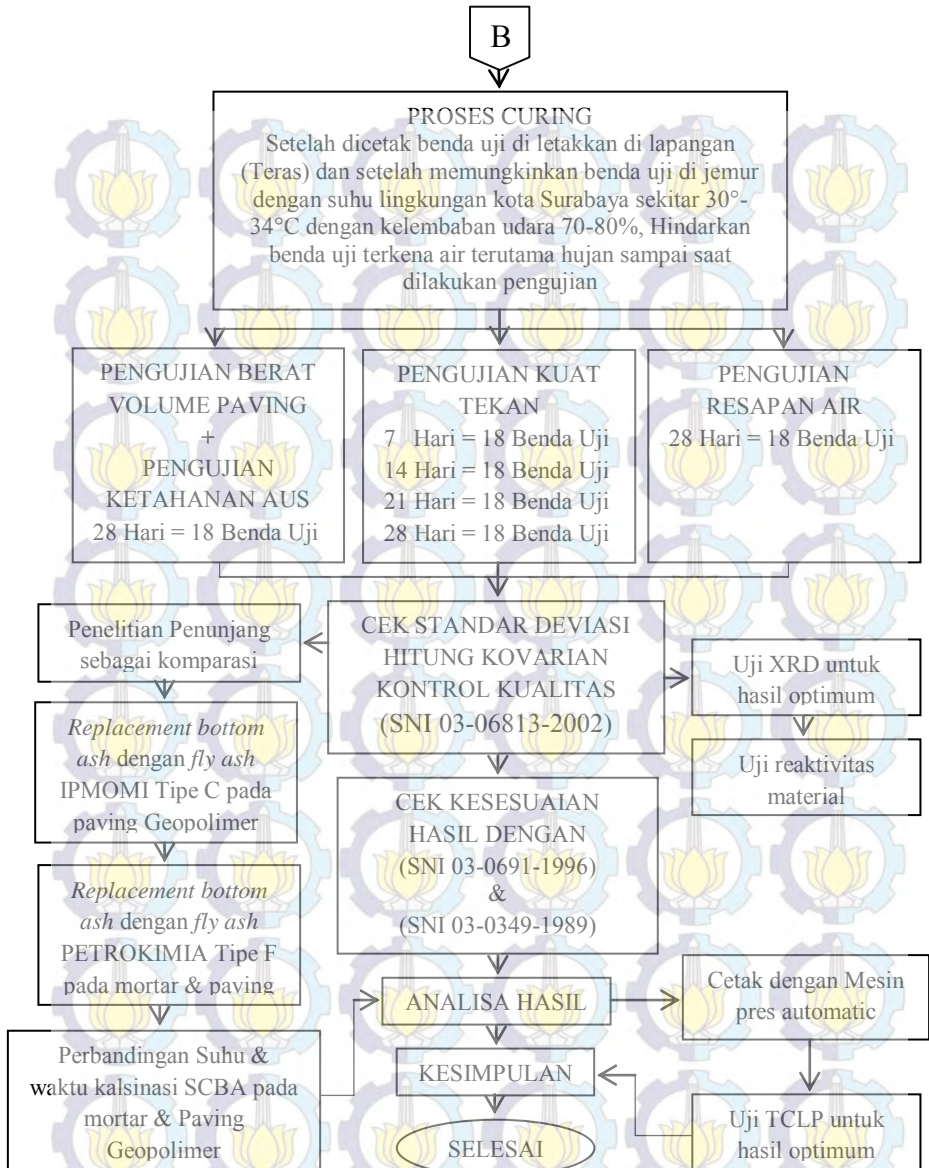 B
PROSES CURING
Setelah dicetak benda uji di letakkan di lapangan
(Teras) dan setelah memungkinkan benda uji di jemur
dengan suhu lingkungan kota Surabaya sekitar 30°-
34°C dengan kelembaban udara 70-80%, Hindarkan
benda uji terkena air terutama hujan sampai saat
dilakukan pengujian
PENGUJIAN BERAT
VOLUME PAVING
+
PENGUJIAN
KETAHANAN AUS
28 Hari = 18 Benda Uji
PENGUJIAN KUAT
TEKAN
7 Hari = 18 Benda Uji
14 Hari = 18 Benda Uji
21 Hari = 18 Benda Uji
28 Hari = 18 Benda Uji
PENGUJIAN
RESAPAN AIR
28 Hari = 18 Benda Uji
CEK STANDAR DEVIASI
HITUNG KOVARIAN
KONTROL KUALITAS
(SNI 03-06813-2002)
Penelitian Penunjang
sebagai komparasi
Replacement bottom
ash dengan fly ash
IPMOMI Tipe C pada
paving Geopolimer
Replacement bottom
ash dengan fly ash
PETROKIMIA Tipe F
pada mortar & paving
Perbandingan Suhu &
waktu kalsinasi SCBA pada
mortar & Paving
Geopolimer
Uji XRD untuk
hasil optimum
Uji reaktivitas
material
CEK KESESUAIAN
HASIL DENGAN
(SNI 03-0691-1996)
&
(SNI 03-0349-1989)
ANALISA HASIL
Cetak dengan Mesin
pres automatic
Uji TCLP untuk
hasil optimum
KESIMPULAN
SELESAI